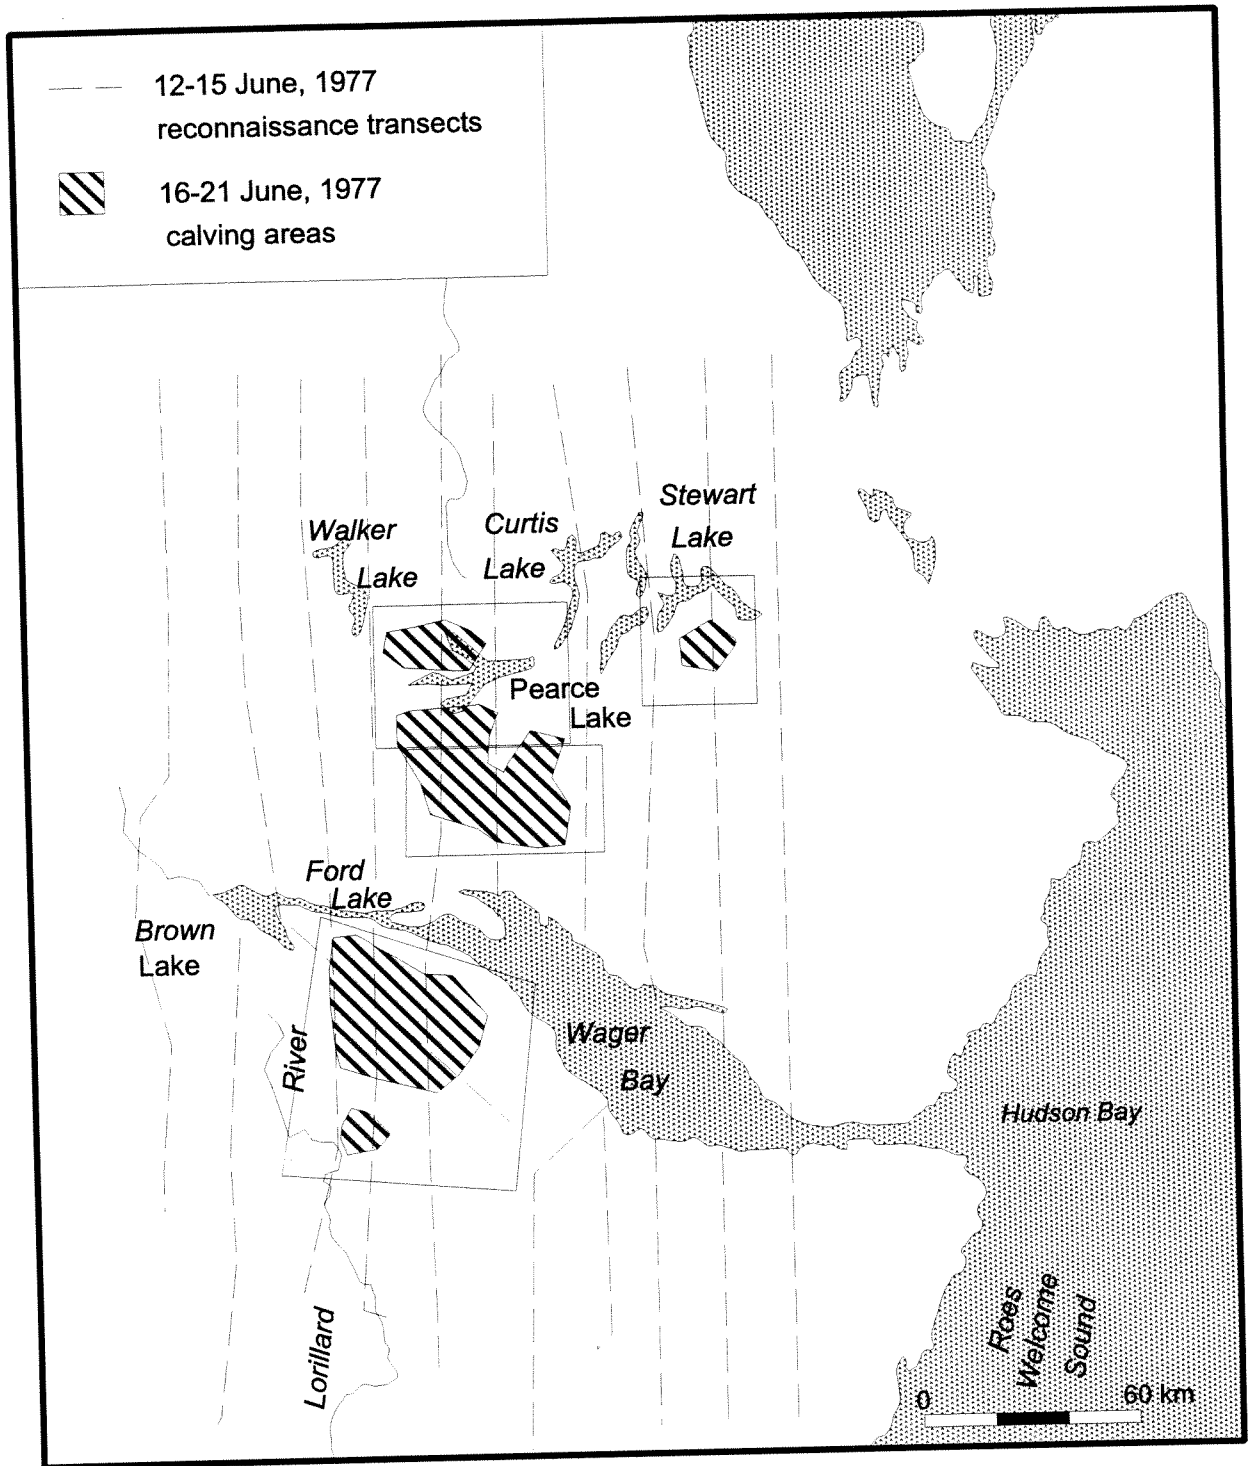 12-15 June, 1977
reconnaissance transects
16-21 June, 1977
calving areas
Stewart
Lake
Walker
Lake
Curtis
Lake
Pearce
Lake
Ford
Lake
Brown
Lake
River
Lorillard
Wager
Bay
Hudson Bay
Roes
Welcome
Sound
0 60 km